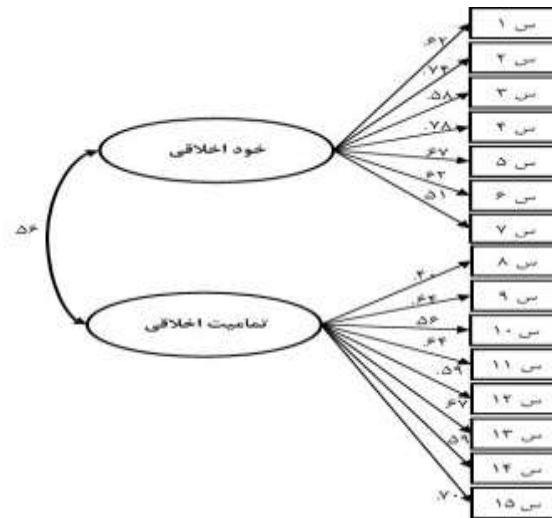 س ۱
.۶۲
س ۲
.۷۴
س ۳
.۵۸
س ۴
.۷۵
س ۵
.۶۷
س ۶
.۶۲
س ۷
.۵۱
خود اخلاقی
۵۶
تمامیت اخلاقی
س ۸
.۴۰
س ۹
.۶۴
س ۱۰
.۵۶
س ۱۱
.۶۴
س ۱۲
.۵۹
س ۱۳
.۶۷
س ۱۴
.۵۹
س ۱۵
.۷۰